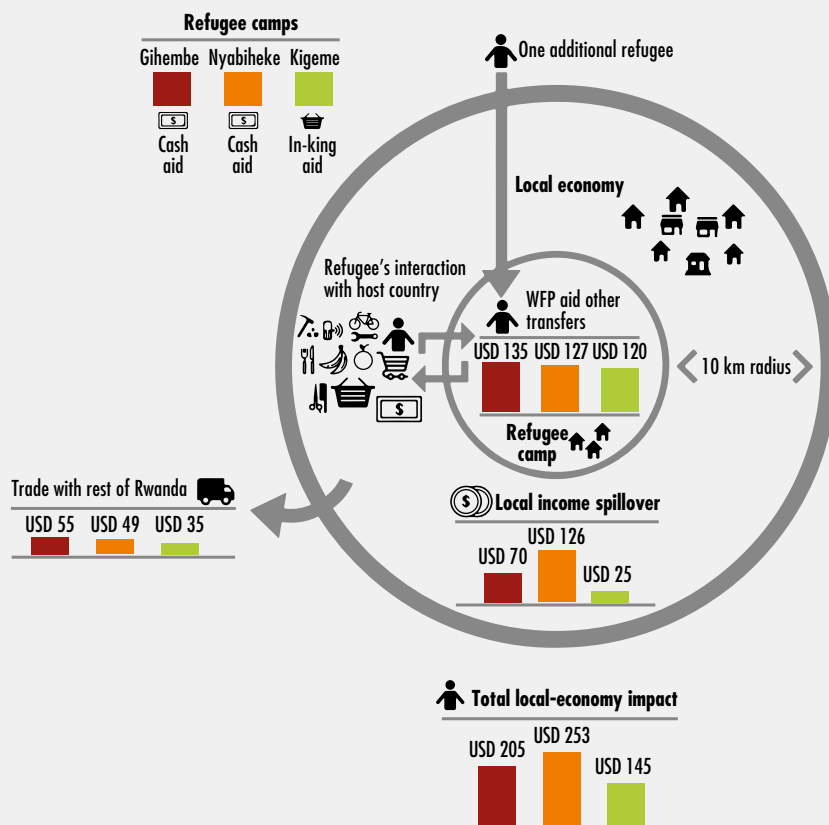 Refugee camps
Gihembe Nyabiheke Kigeme
$ $
Cash aid Cash aid In-king aid
One additional refugee
Local economy
Refugee's interaction
with host country
WFP aid other
transfers
USD 135 USD 127 USD 120
10 km radius
$
Refugee
camp
Trade with rest of Rwanda
USD 55 USD 49 USD 35
$ Local income spillover
USD 70 USD 126 USD 25
Total local-economy impact
USD 205 USD 253 USD 145